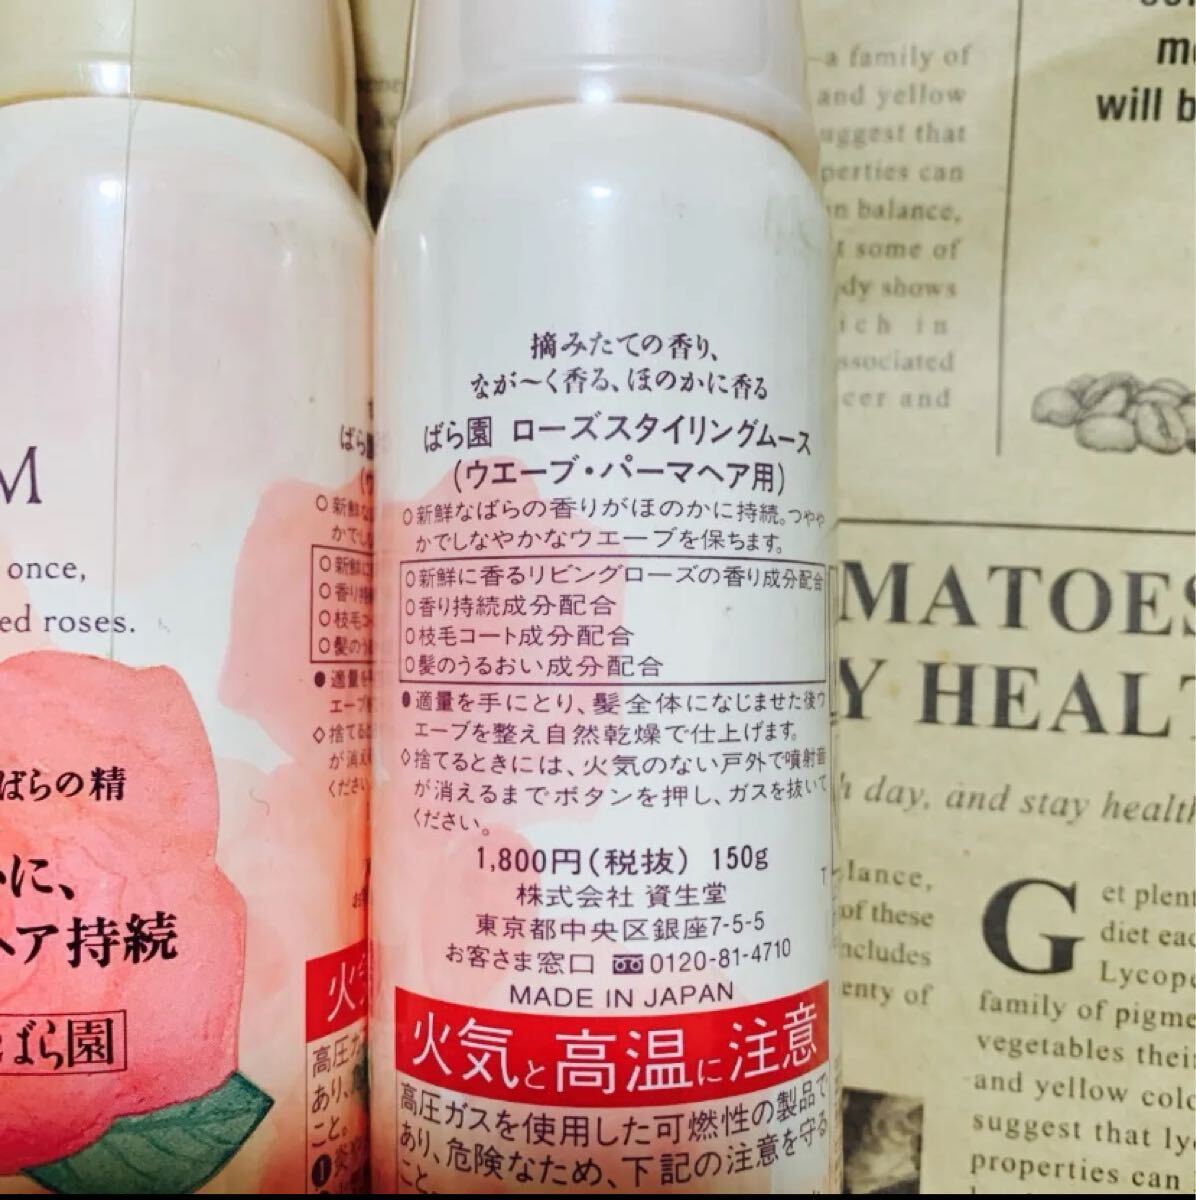 M
once,
ed roses.
ばらの精
に、
ヘア持続
ばら園
摘みたての香り、
なが〜く香る、ほのかに香る
ばら園 ローズスタイリングムース
(ウエーブ・パーマヘア用)
○新鮮なばらの香りがほのかに持続。つやや
かでしなやかなウエーブを保ちます。
○新鮮に香るリビングローズの香り成分配合
○香り持続成分配合
○枝毛コート成分配合
○髪のうるおい成分配合
●適量を手にとり、髪全体になじませた後ウ
エーブを整え自然乾燥で仕上げます。
◇捨てるときには、火気のない戸外で噴射音
が消えるまでボタンを押し、ガスを抜いて
ください。
1,800円(税抜) 150g
株式会社 資生堂
東京都中央区銀座7-5-5
お客さま窓口 0120-81-4710
MADE IN JAPAN
火気と高温に注意
高圧ガスを使用した可燃性の製品で
あり、危険なため、下記の注意を守る
こと。
will b
a family of
and yellow
suggest that
properties can
in balance,
some of
body shows
rich in
associated
cer and
MATOES
Y HEALT
h day, and stay health
lance,
of these
includes
enty of
Get plent
diet eac
Lycope
family of pigme
vegetables thei
and yellow colo
suggest that ly
properties can